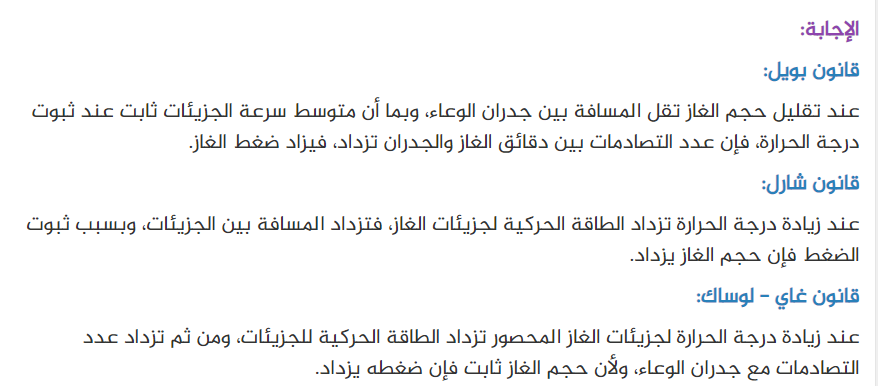 الإجابة:
قانون بويل:
عند تقليل حجم الغاز تقل المسافة بين جدران الوعاء، وبما أن متوسط سرعة الجزيئات ثابت عند ثبوت
درجة الحرارة، فإن عدد التصادمات بين دقائق الغاز والجدران تزداد، فيزاد ضغط الغاز.
قانون شارل:
عند زيادة درجة الحرارة تزداد الطاقة الحركية لجزيئات الغاز، فتزداد المسافة بين الجزيئات، وبسبب ثبوت
الضغط فإن حجم الغاز يزداد.
قانون غاي – لوساك:
عند زيادة درجة الحرارة لجزيئات الغاز المحصور تزداد الطاقة الحركية للجزيئات، ومن ثم تزداد عدد
التصادمات مع جدران الوعاء، ولأن حجم الغاز ثابت فإن ضغطه يزداد.